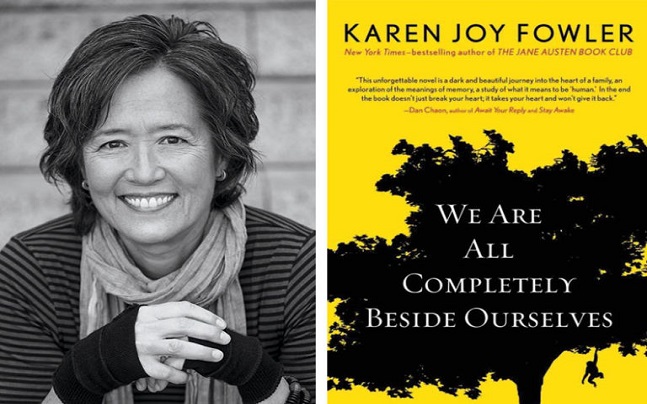 KAREN JOY FOWLER
New York Times–bestselling author of THE JANE AUSTEN BOOK CLUB
"This unforgettable novel is a dark and beautiful journey into the heart of a family, an
exploration of the meanings of memory, a study of what it means to be 'human.' In the end
the book doesn't just break your heart; it takes your heart and won't give it back."
—Dan Chaon, author of Await Your Reply and Stay Awake
WE ARE
ALL
COMPLETELY
BESIDE OURSELVES